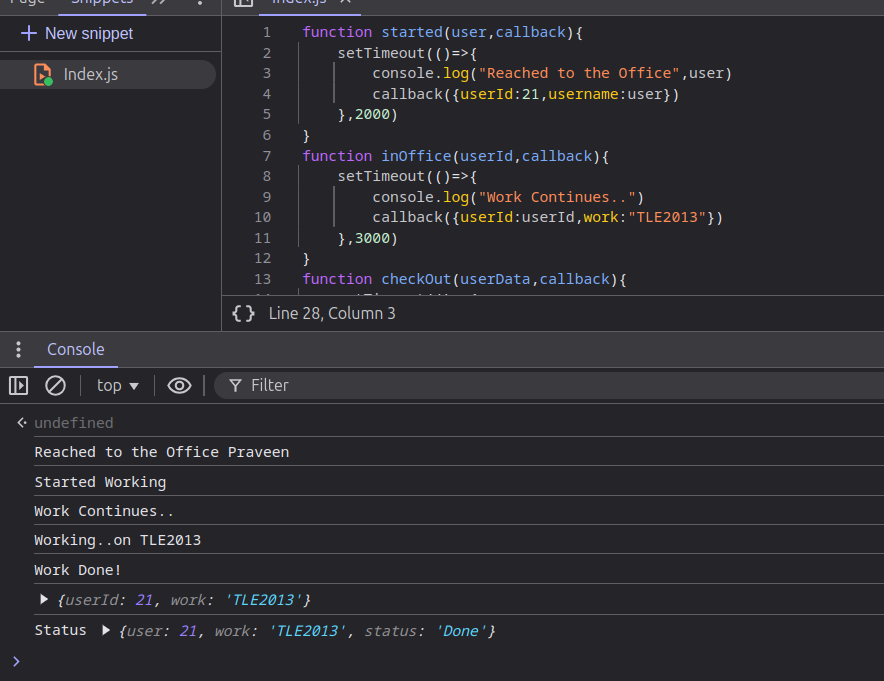 Page Snippets
Index.js
New snippet
Index.js
1 function started(user,callback){
2 setTimeout(()=>{
3 console.log("Reached to the Office",user)
4 callback({userId:21,username:user})
5 },2000)
6 }
7 function inOffice(userId,callback){
8 setTimeout(()=>{
9 console.log("Work Continues..")
10 callback({userId:userId,work:"TLE2013"})
11 },3000)
12 }
13 function checkOut(userData,callback){
{} Line 28, Column 3
Console
top Filter
undefined
Reached to the Office Praveen
Started Working
Work Continues..
Working..on TLE2013
Work Done!
{userId: 21, work: 'TLE2013'}
Status {user: 21, work: 'TLE2013', status: 'Done'}